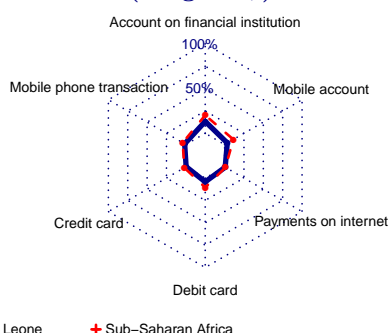 Account on financial institution
100%
Mobile phone transaction
50%
Mobile account
Credit card
Payments on internet
Debit card
Leone
Sub−Saharan Africa